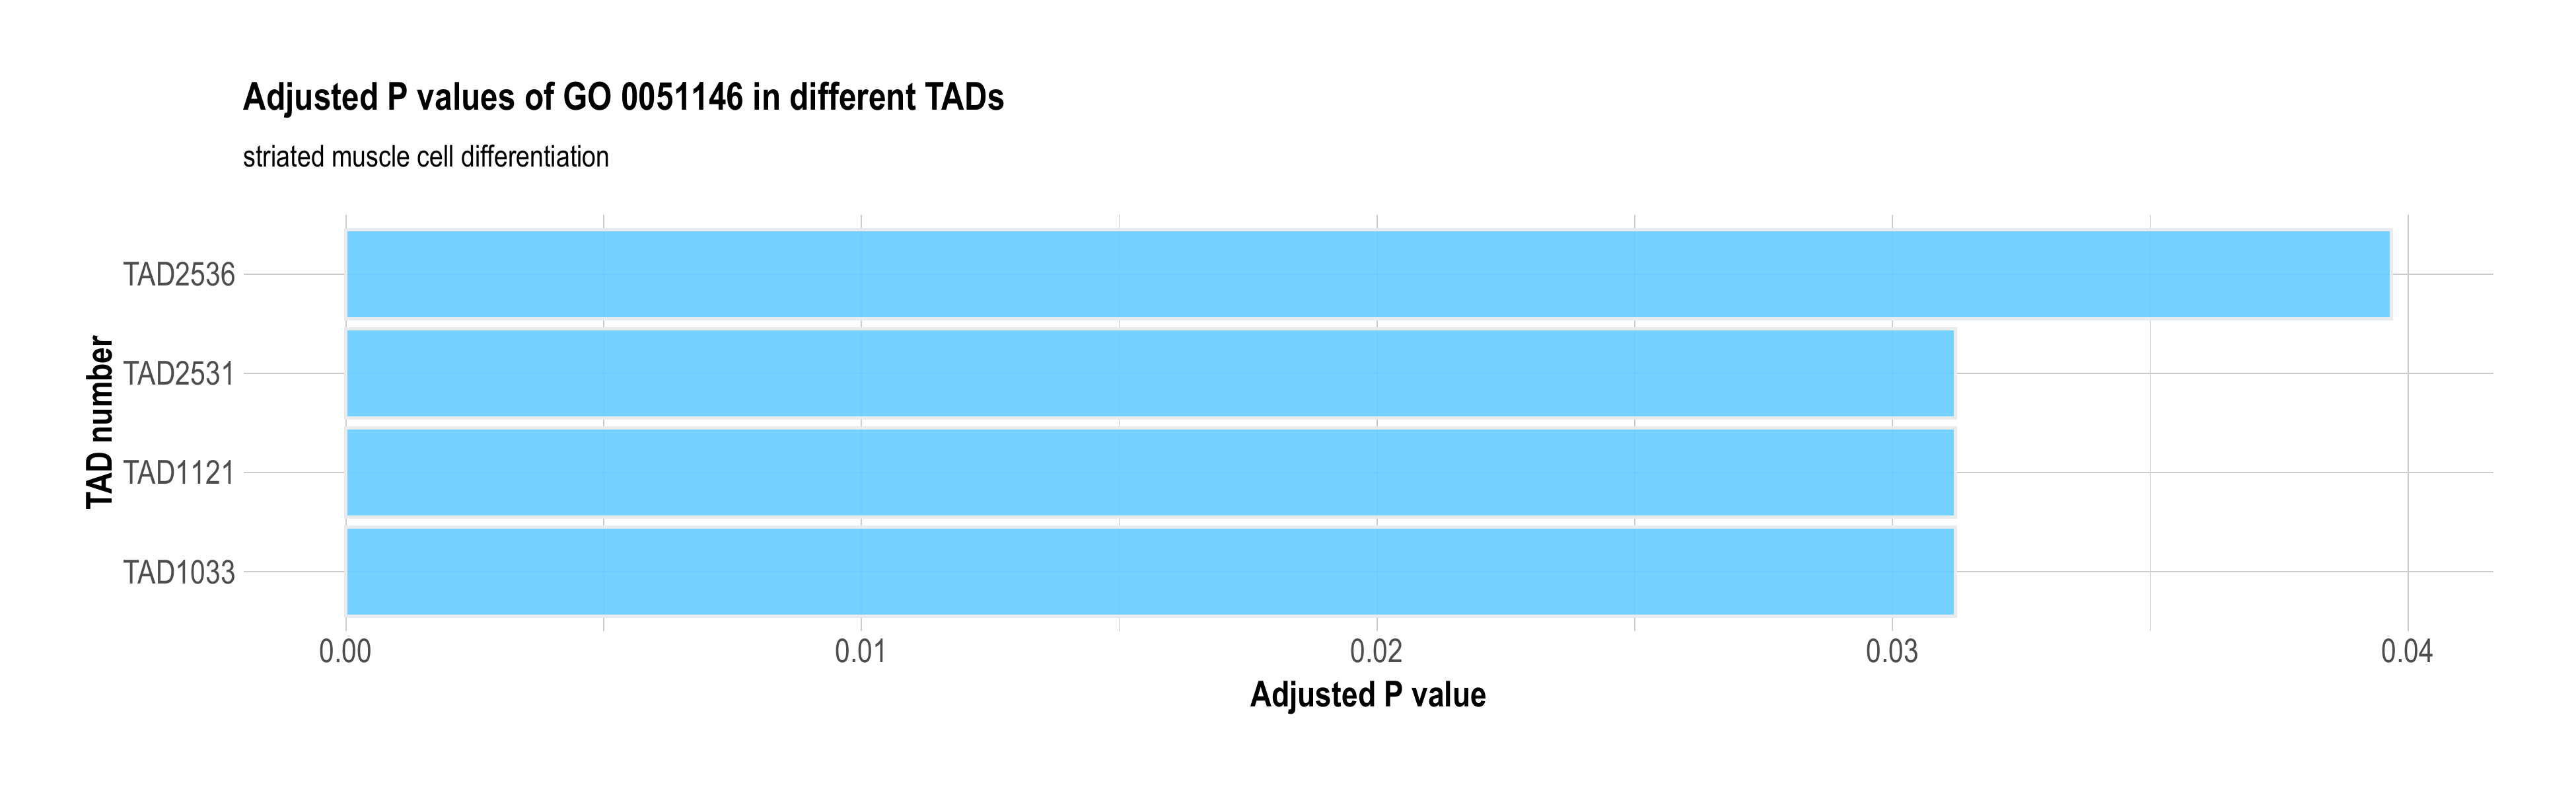 Adjusted P values of GO 0051146 in different TADs
striated muscle cell differentiation
TAD number
TAD2536
TAD2531
TAD1121
TAD1033
0.00 0.01 0.02 0.03 0.04
Adjusted P value